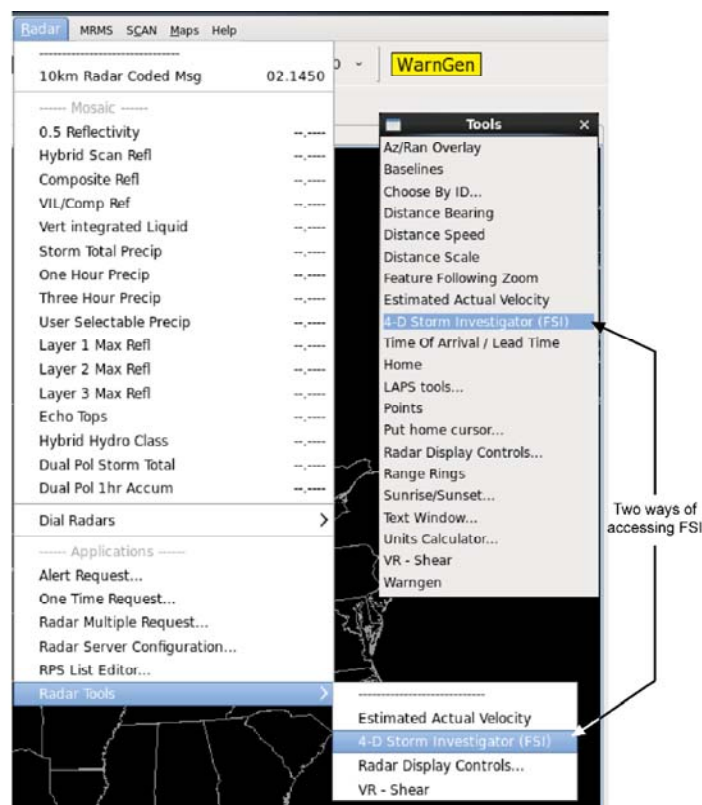 Radar MRMS SCAN Maps Help
WarnGen
10km Radar Coded Msg 02.1450
------ Mosaic ------
0.5 Reflectivity --.----
Hybrid Scan Refl --.----
Composite Refl --.----
VIL/Comp Ref --.----
Vert integrated Liquid --.----
Storm Total Precip --.----
One Hour Precip --.----
Three Hour Precip --.----
User Selectable Precip --.----
Layer 1 Max Refl --.----
Layer 2 Max Refl --.----
Layer 3 Max Refl --.----
Echo Tops --.----
Hybrid Hydro Class --.----
Dual Pol Storm Total --.----
Dual Pol 1hr Accum --.----
Dial Radars >
------ Applications ------
Alert Request...
One Time Request...
Radar Multiple Request...
Radar Server Configuration...
RPS List Editor...
Radar Tools >
Tools ×
Az/Ran Overlay
Baselines
Choose By ID...
Distance Bearing
Distance Speed
Distance Scale
Feature Following Zoom
Estimated Actual Velocity
4-D Storm Investigator (FSI)
Time Of Arrival / Lead Time
Home
LAPS tools...
Points
Put home cursor...
Radar Display Controls...
Range Rings
Sunrise/Sunset...
Text Window...
Units Calculator...
VR - Shear
Warngen
Estimated Actual Velocity
4-D Storm Investigator (FSI)
Radar Display Controls...
VR - Shear
Two ways of
accessing FSI